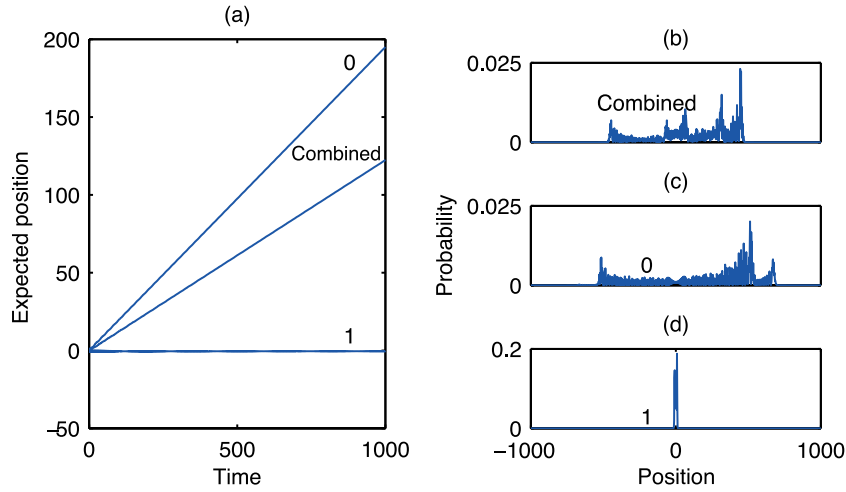 (a)
200
150
100
50
0
−50
0
500
1000
Expected position
Time
0
Combined
1
(b)
0.025
0
Combined
(c)
0.025
0
0
Probability
(d)
0.2
0
1
−1000
0
1000
Position